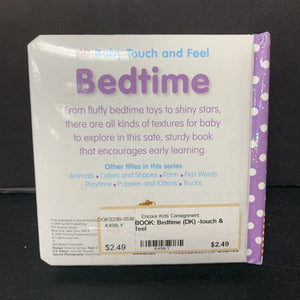 Baby Touch and Feel
Bedtime
From fluffy bedtime toys to shiny stars,
there are all kinds of textures for baby
to explore in this safe, sturdy book
that encourages early learning.
Other titles in this series
Animals • Colors and Shapes • Farm • First Words
Playtime • Puppies and Kittens • Trucks
Encore Kids Consignment
BOOK: Bedtime (DK) -touch &
feel
K456LY
$2.49
$2.49